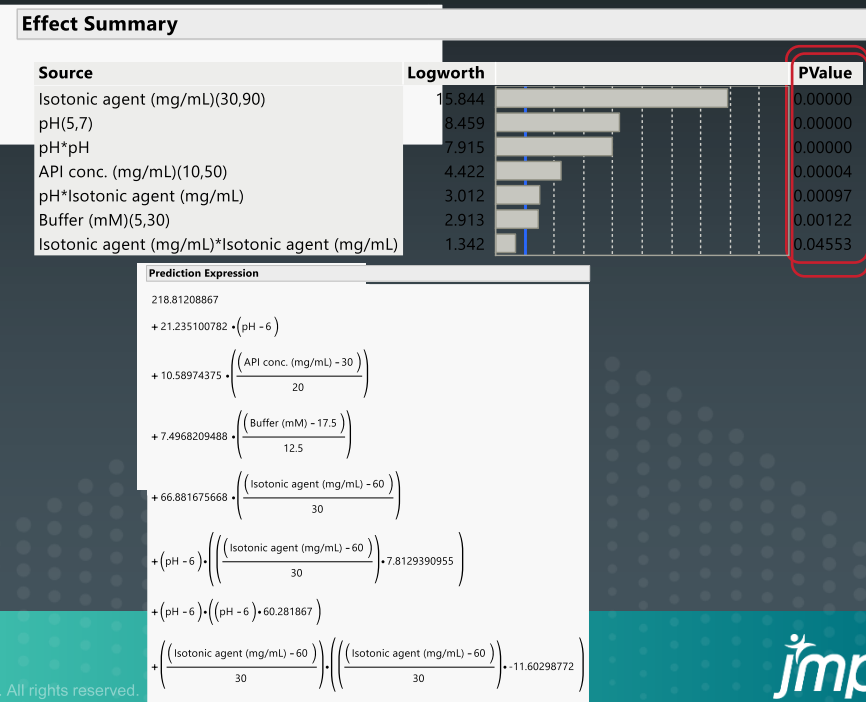 Effect Summary
Source Logworth PValue
Isotonic agent (mg/mL)(30,90) 15.844 0.00000
pH(5,7) 8.459 0.00000
pH*pH 7.915 0.00000
API conc. (mg/mL)(10,50) 4.422 0.00004
pH*Isotonic agent (mg/mL) 3.012 0.00097
Buffer (mM)(5,30) 2.913 0.00122
Isotonic agent (mg/mL)*Isotonic agent (mg/mL) 1.342 0.04553
Prediction Expression
218.81208867
+ 21.235100782 •(pH - 6)
+ 10.58974375 •((API conc. (mg/mL) - 30) / 20)
+ 7.4968209488 •((Buffer (mM) - 17.5) / 12.5)
+ 66.881675668 •((Isotonic agent (mg/mL) - 60) / 30)
+ (pH - 6)•(((Isotonic agent (mg/mL) - 60) / 30)• 7.8129390955)
+ (pH - 6)•((pH - 6)• 60.281867)
+ ((Isotonic agent (mg/mL) - 60) / 30)•(((Isotonic agent (mg/mL) - 60) / 30)• -11.60298772)
. All rights reserved.
jmp